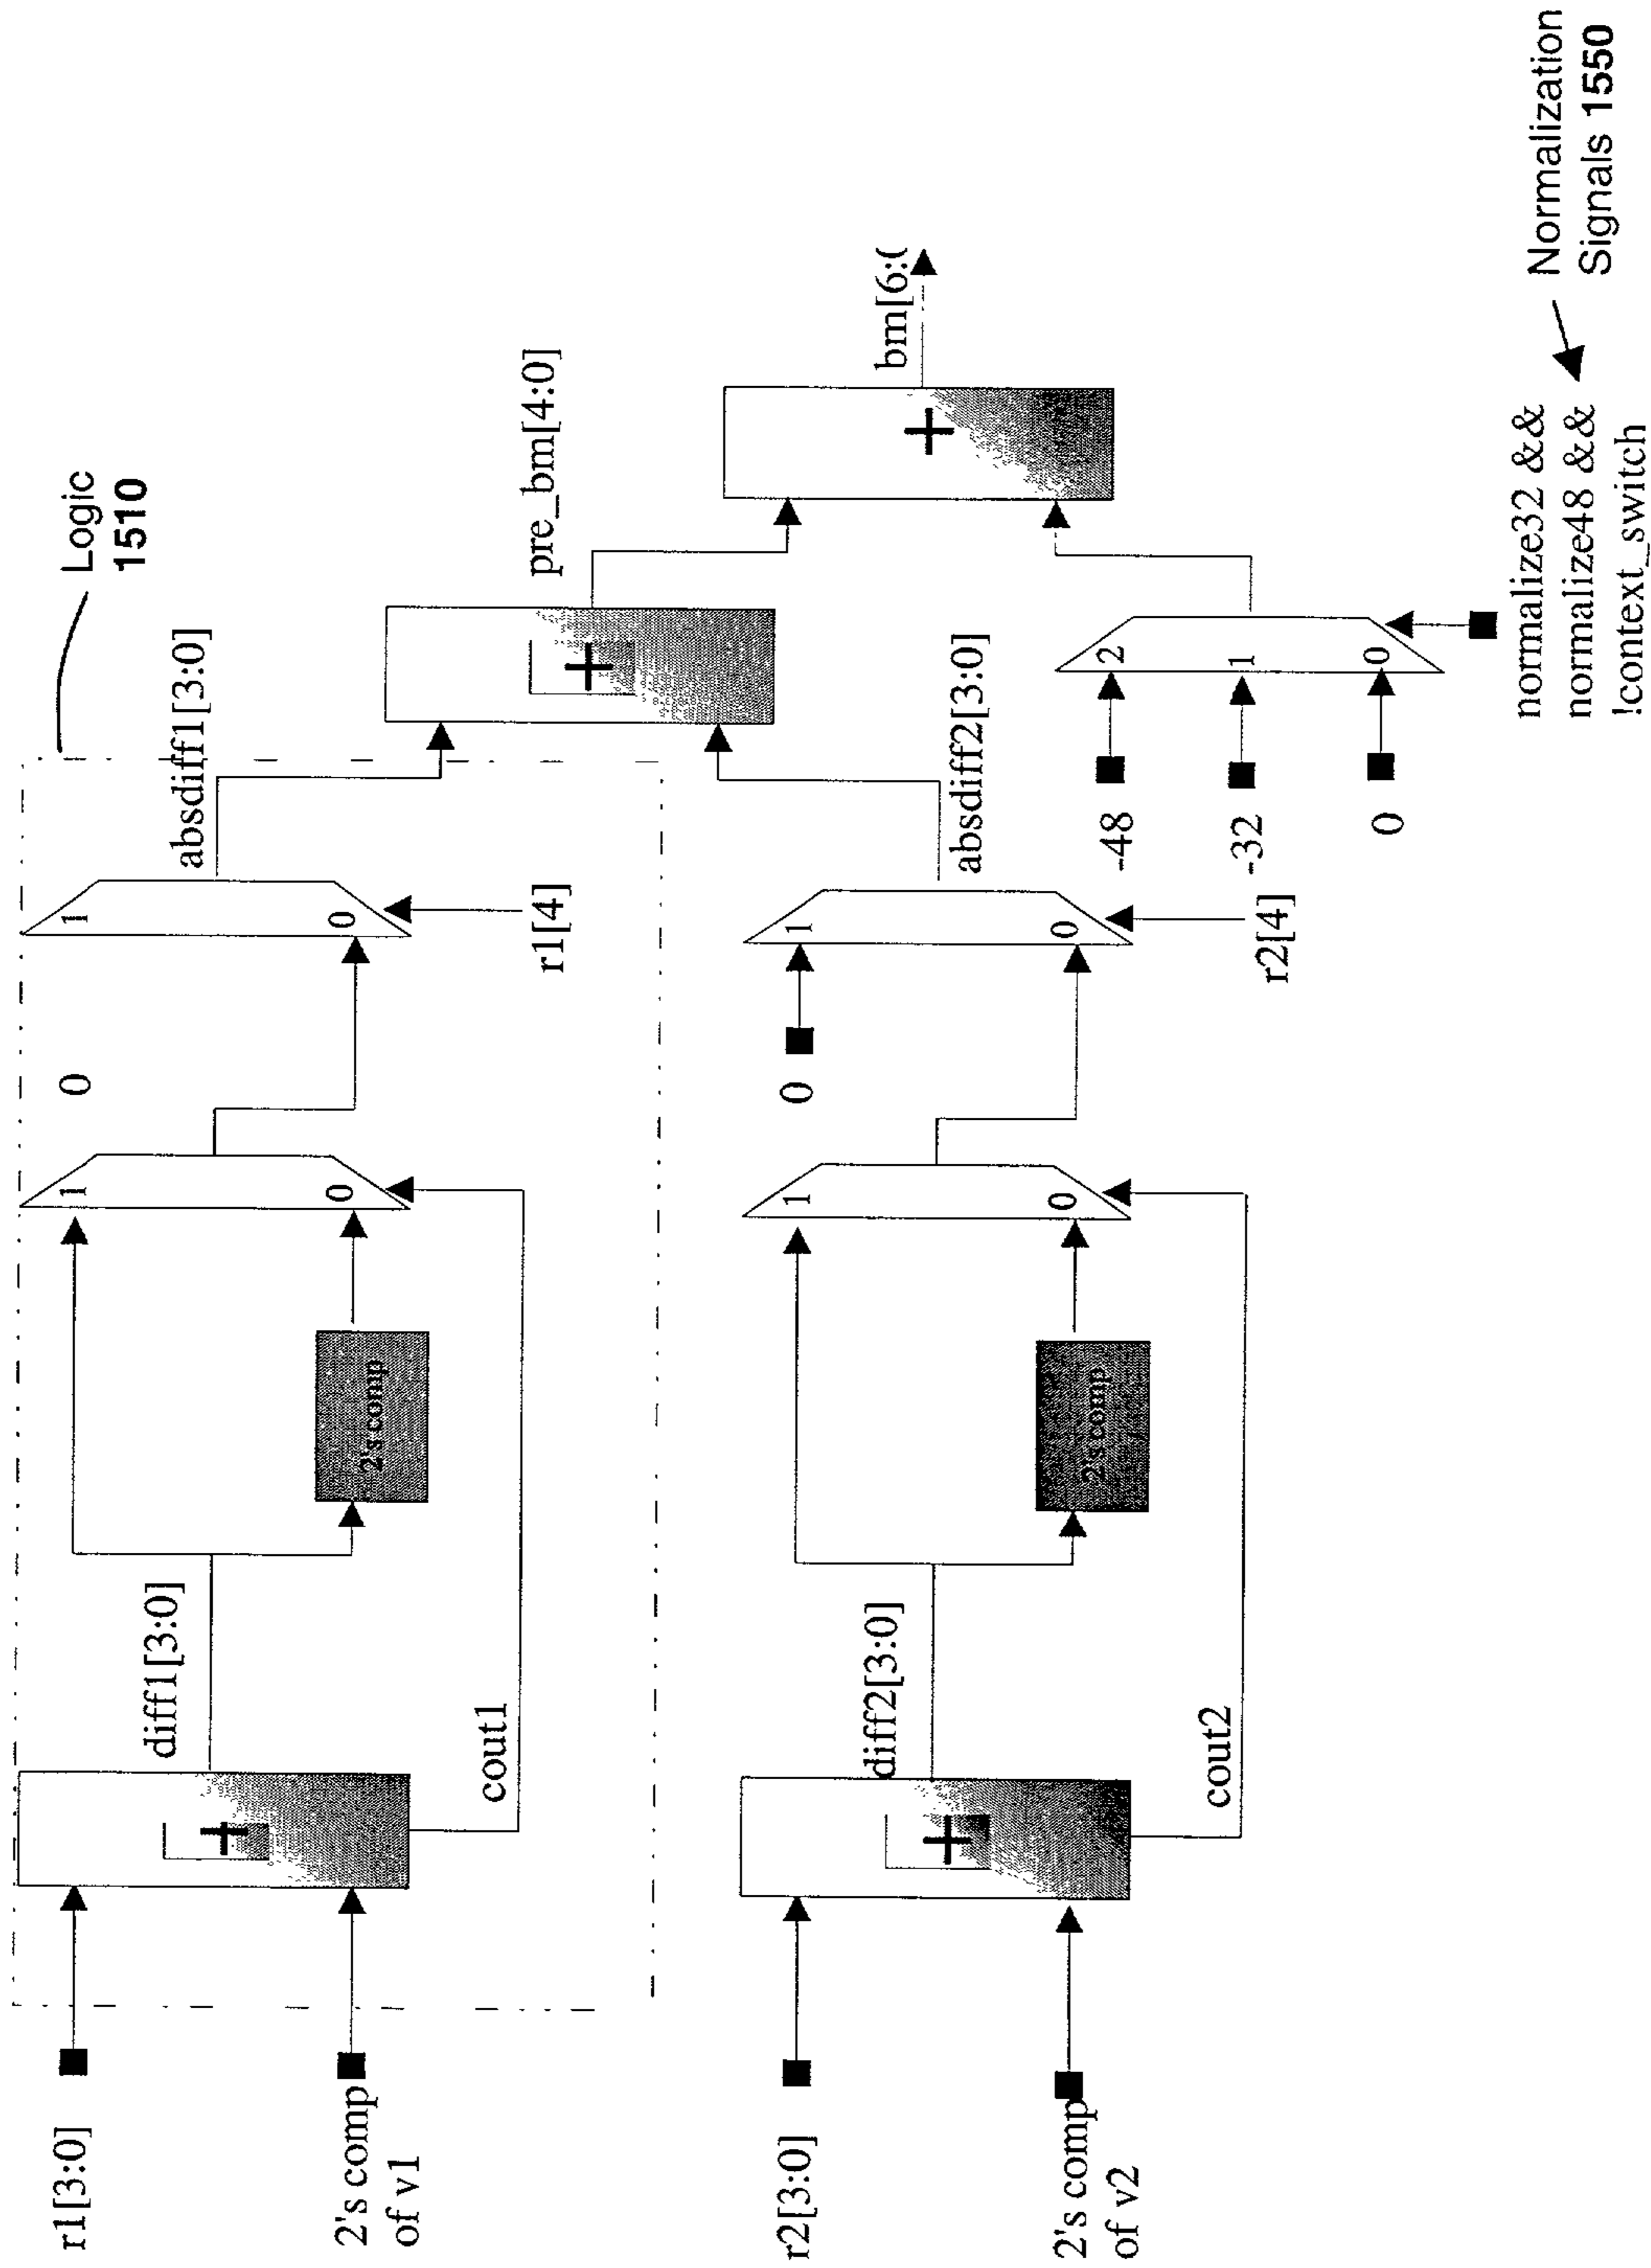 Logic
1510
r1[3:0]
2's comp
of v1
diff1[3:0]
cout1
+
2's comp
1
0
0
1
0
r1[4]
absdiff1[3:0]
+
pre_bm[4:0]
+
bm[6:(
r2[3:0]
2's comp
of v2
diff2[3:0]
cout2
+
2's comp
1
0
0
1
0
r2[4]
absdiff2[3:0]
-48
-32
0
2
1
0
normalize32 &&
normalize48 &&
!context_switch
Normalization
Signals 1550